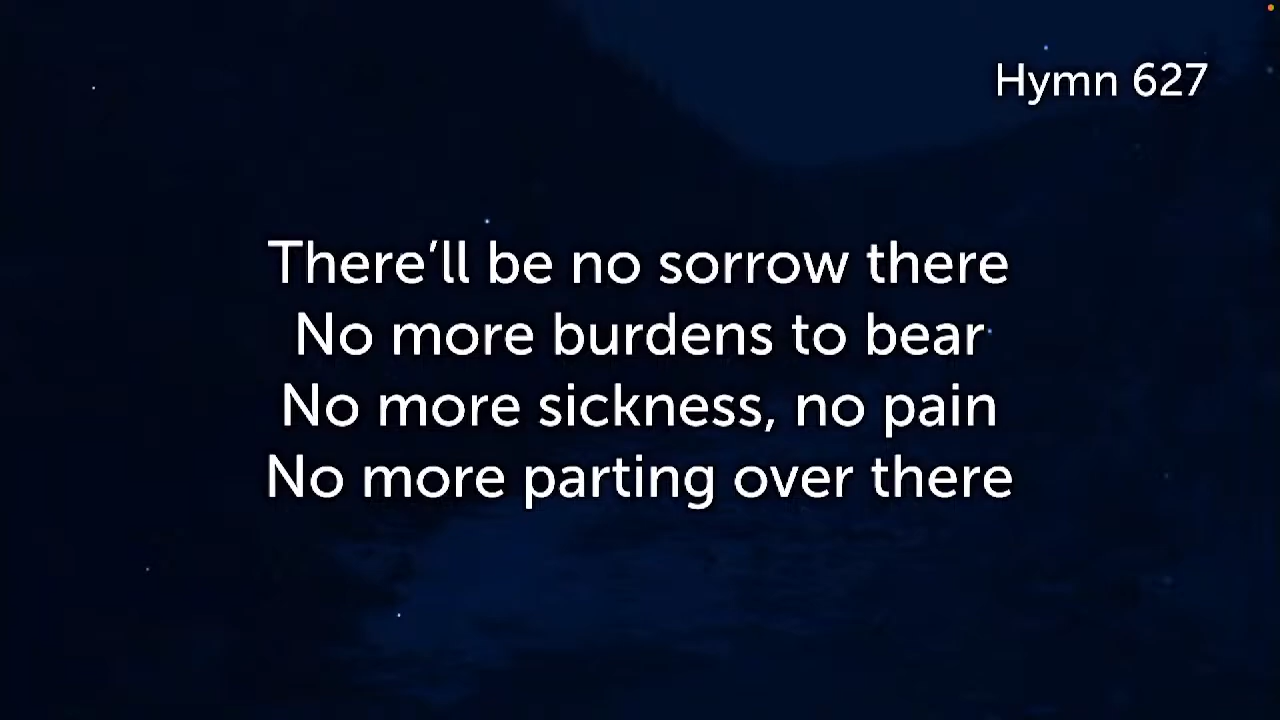 Hymn 627
There’ll be no sorrow there
No more burdens to bear
No more sickness, no pain
No more parting over there